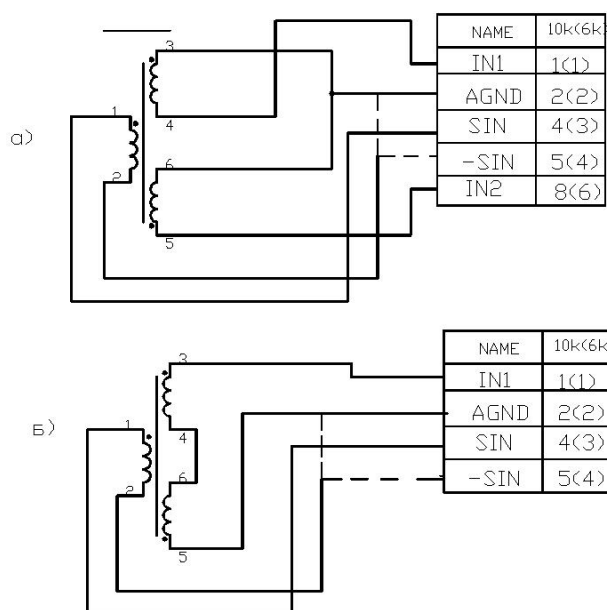 а)
1
2
3
4
6
5
NAME 10k(6k)
IN1 1(1)
AGND 2(2)
SIN 4(3)
-SIN 5(4)
IN2 8(6)
Б)
1
2
3
4
6
5
NAME 10k(6k
IN1 1(1)
AGND 2(2)
SIN 4(3)
-SIN 5(4)